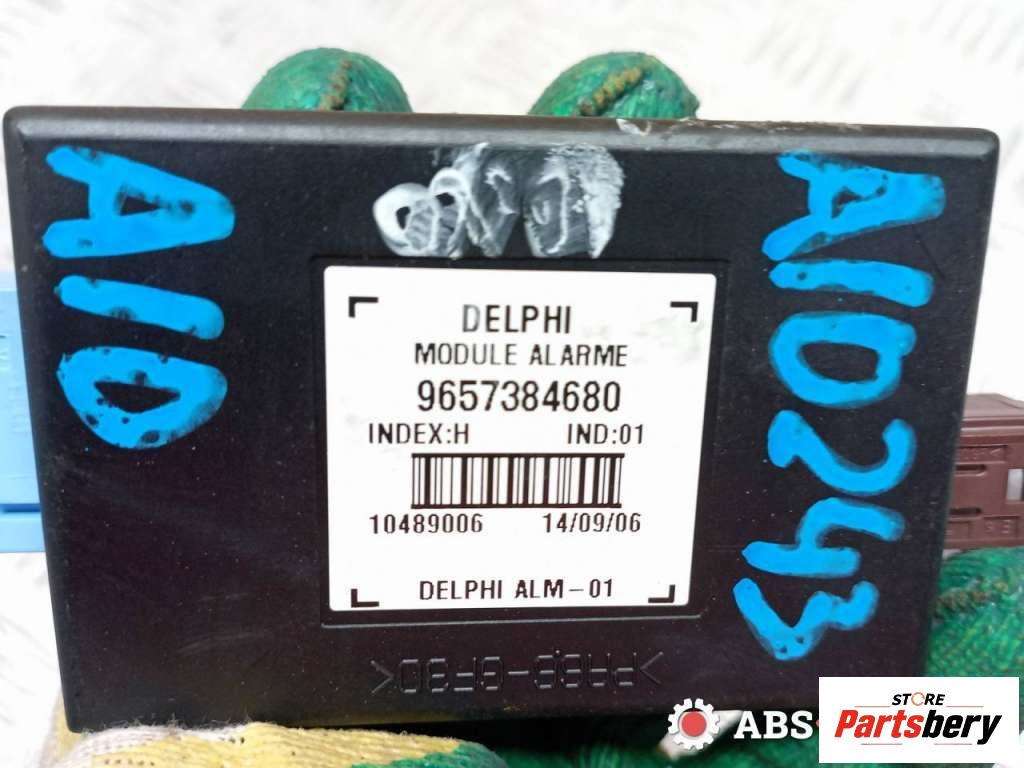 A10
A110243
DELPHI
MODULE ALARME
9657384680
INDEX:H IND:01
10489006 14/09/06
DELPHI ALM-01
>PA66-GF30<
ABS-
STORE
Partsbery